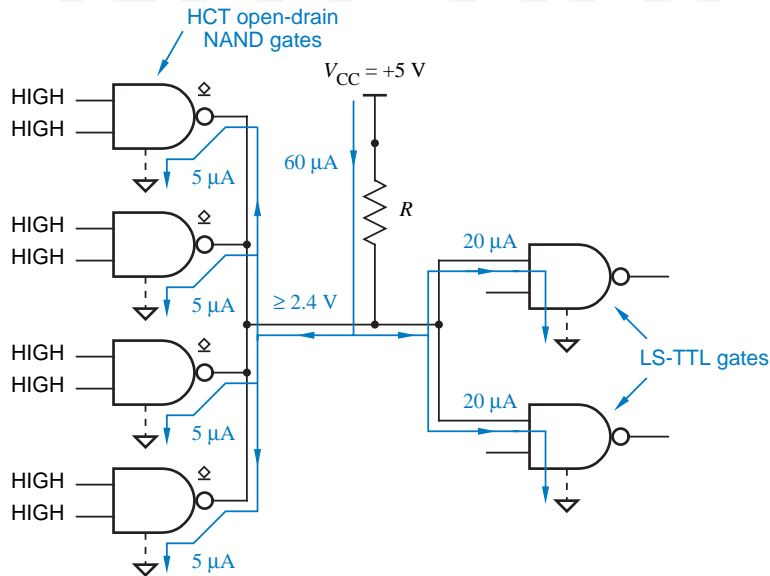 HCT open-drain
NAND gates
V_CC = +5 V
HIGH
HIGH
5 µA
60 µA
R
HIGH
HIGH
5 µA
20 µA
≥ 2.4 V
HIGH
HIGH
5 µA
LS-TTL gates
20 µA
HIGH
HIGH
5 µA